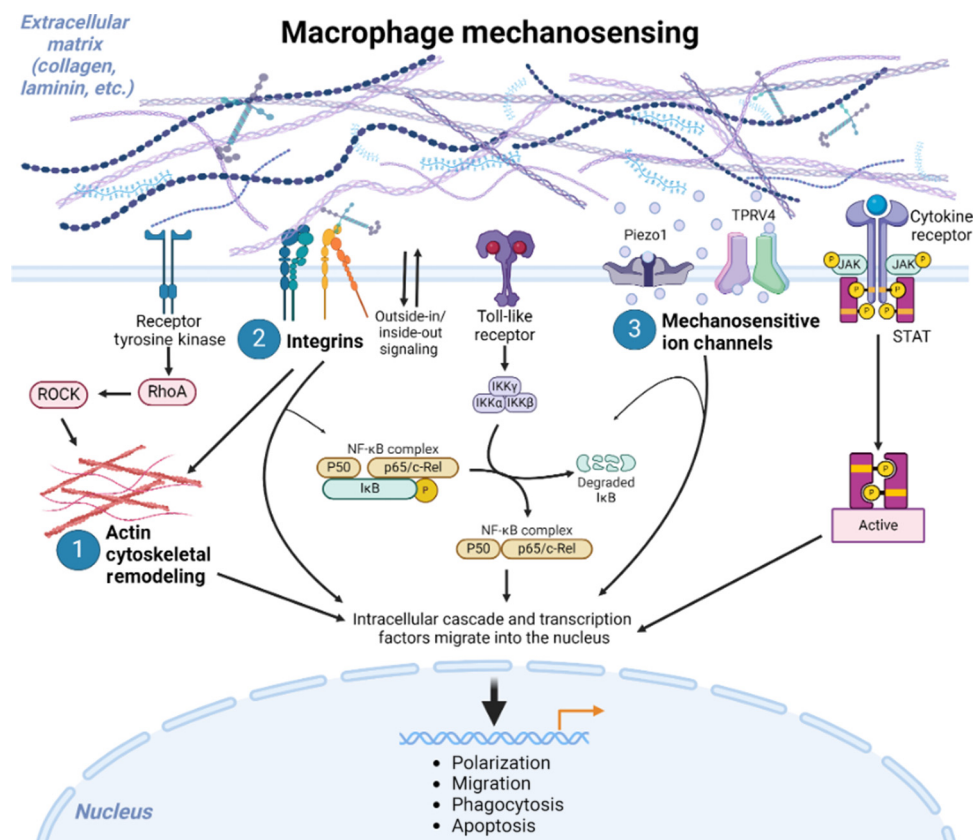 Macrophage mechanosensing
Extracellular
matrix
(collagen,
laminin, etc.)
Receptor
tyrosine kinase
RhoA
ROCK
1
Actin
cytoskeletal
remodeling
2
Integrins
Outside-in/
inside-out
signaling
Toll-like
receptor
IKKγ
IKKα IKKβ
Piezo1
TPRV4
3
Mechanosensitive
ion channels
Cytokine
receptor
P
JAK
JAK
P
P
P
P
P
STAT
NF-κB complex
P50
p65/c-Rel
IκB
P
Degraded
IκB
NF-κB complex
P50
p65/c-Rel
P
P
Active
Intracellular cascade and transcription
factors migrate into the nucleus
• Polarization
• Migration
• Phagocytosis
• Apoptosis
Nucleus